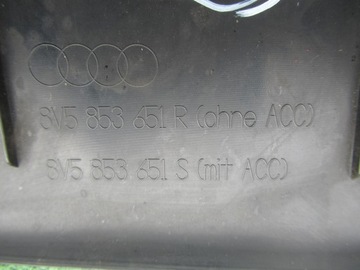 8V5 853 651 R (ohne ACC)
8V5 853 651 S (mit ACC)